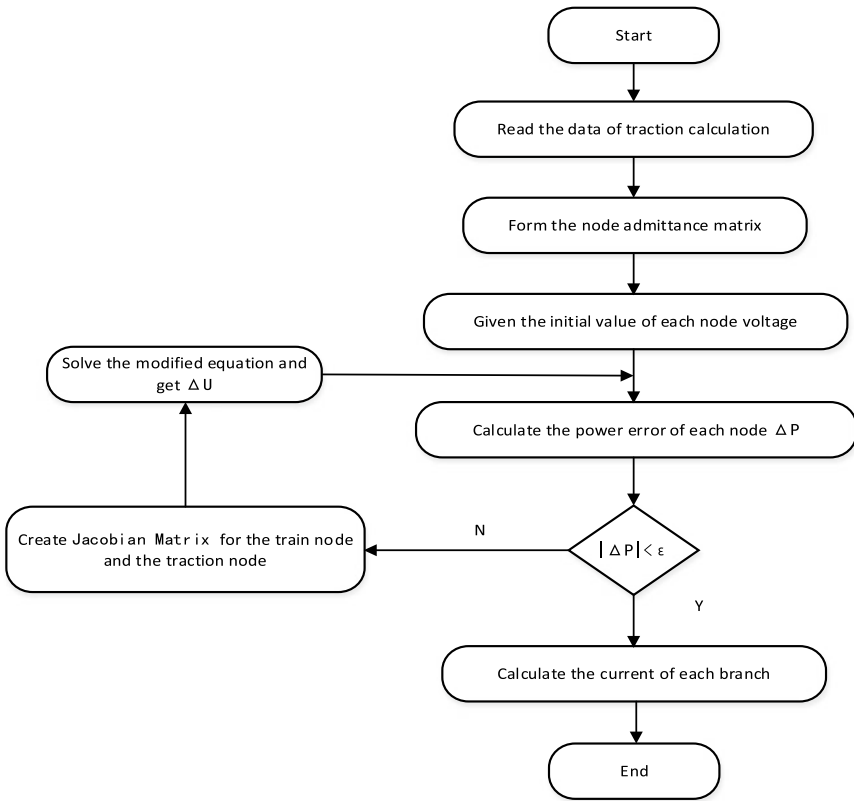 Start
Read the data of traction calculation
Form the node admittance matrix
Given the initial value of each node voltage
Solve the modified equation and
get ΔU
Calculate the power error of each node ΔP
Create Jacobian Matrix for the train node
and the traction node
N
|ΔP|<ε
Y
Calculate the current of each branch
End